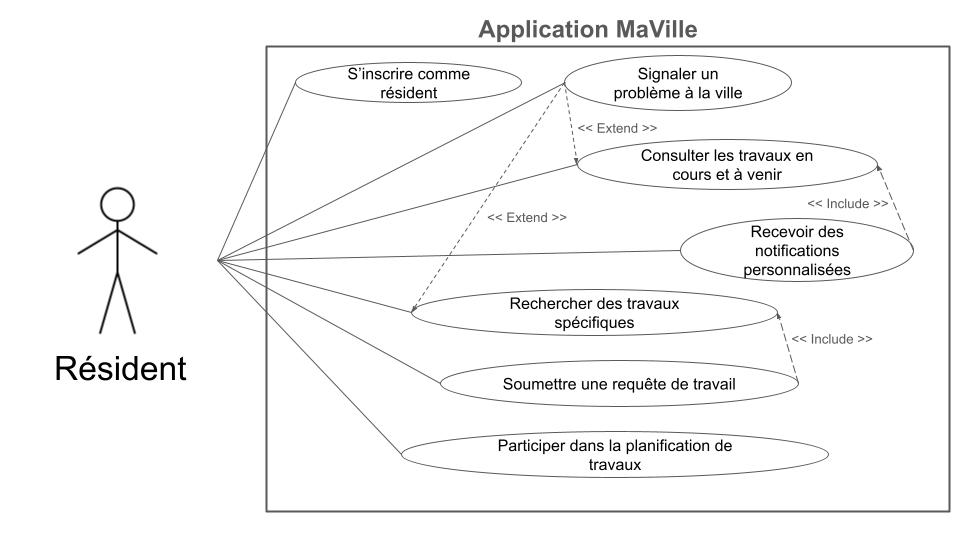 Application MaVille
S'inscrire comme
résident
Signaler un
problème à la ville
<< Extend >>
Consulter les travaux en
cours et à venir
<< Include >>
<< Extend >>
Recevoir des
notifications
personnalisées
Rechercher des travaux
spécifiques
<< Include >>
Résident
Soumettre une requête de travail
Participer dans la planification de
travaux